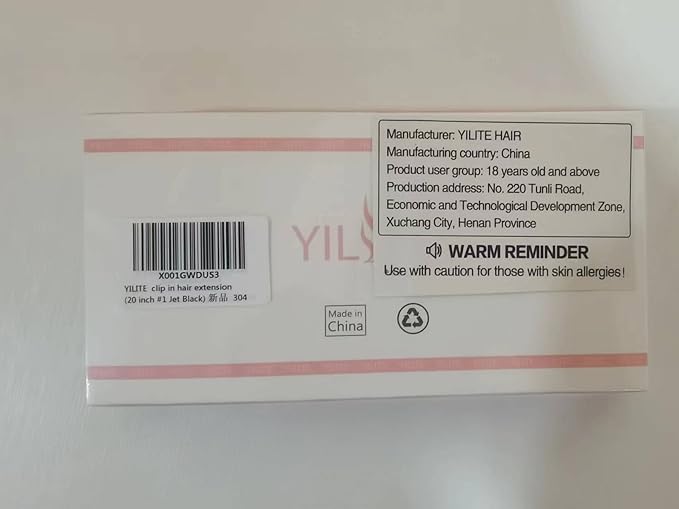 Manufacturer: YILITE HAIR
Manufacturing country: China
Product user group: 18 years old and above
Production address: No. 220 Tunli Road,
Economic and Technological Development Zone,
Xuchang City, Henan Province
WARM REMINDER
Use with caution for those with skin allergies!
YIL
X001GWDUS3
YILITE clip in hair extension
(20 inch #1 Jet Black) 新品 304
Made in
China